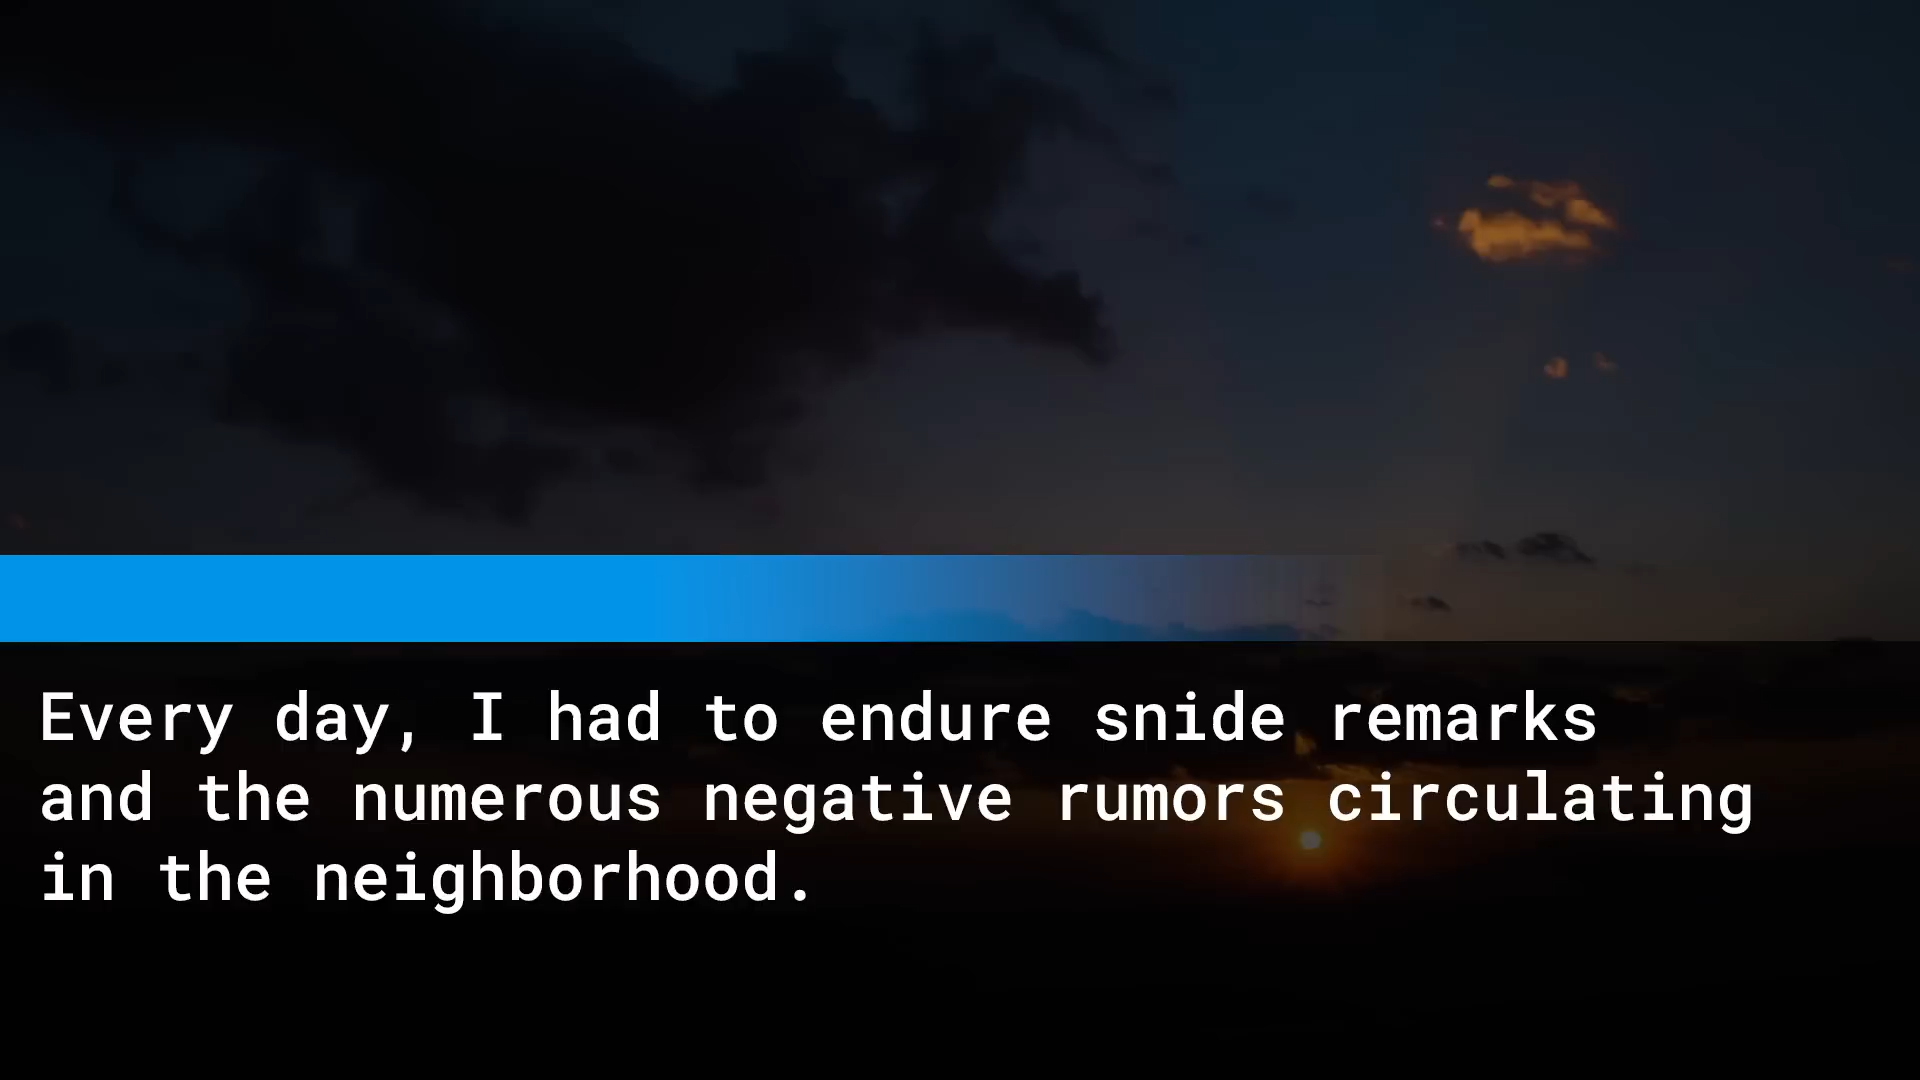 Every day, I had to endure snide remarks
and the numerous negative rumors circulating
in the neighborhood.